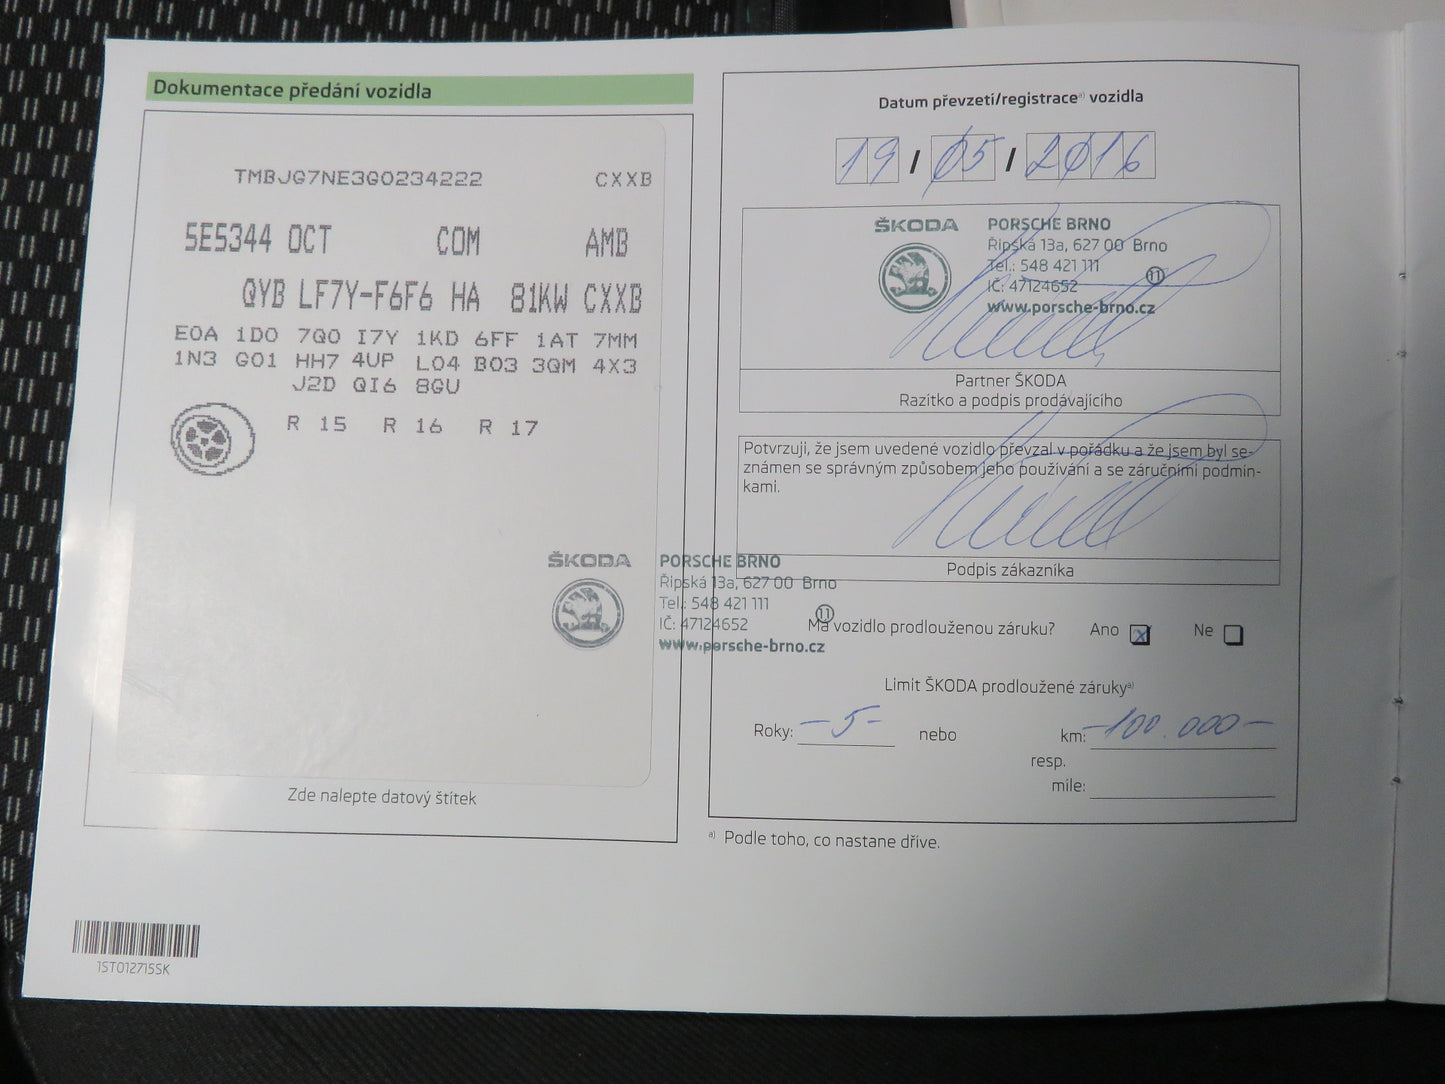 Dokumentace předání vozidla
TMBJG7NE3G0234222 CXXB
5E5344 OCT COM AMB
QYB LF7Y-F6F6 HA 81KW CXXB
E0A 1D0 7Q0 I7Y 1KD 6FF 1AT 7MM
1N3 G01 HH7 4UP L04 B03 3QM 4X3
J2D QI6 8GU
R 15 R 16 R 17
Zde nalepte datový štítek
1ST012715SK
Datum převzetí/registrace a) vozidla
19 / 05 / 2016
ŠKODA PORSCHE BRNO
Řipská 13a, 627 00 Brno
Tel.: 548 421 111
11
IČ: 47124652
www.porsche-brno.cz
Partner ŠKODA
Razítko a podpis prodávajícího
Potvrzuji, že jsem uvedené vozidlo převzal v pořádku a že jsem byl se-
známen se správným způsobem jeho používání a se záručními podmín-
kami.
Podpis zákazníka
ŠKODA PORSCHE BRNO
Řipská 13a, 627 00 Brno
Tel.: 548 421 111
11
IČ: 47124652
www.porsche-brno.cz
Má vozidlo prodlouženou záruku? Ano x Ne
Limit ŠKODA prodloužené záruky a)
Roky: -5- nebo km: -100.000-
resp.
míle:
a) Podle toho, co nastane dříve.